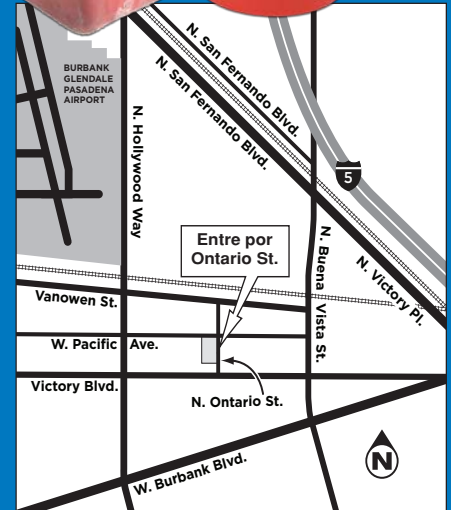 BURBANK
GLENDALE
PASADENA
AIRPORT
N. San Fernando Blvd.
N. San Fernando Blvd.
N. Hollywood Way
5
Entre por
Ontario St.
N. Buena Vista St.
N. Victory Pl.
Vanowen St.
W. Pacific Ave.
Victory Blvd.
N. Ontario St.
W. Burbank Blvd.
N